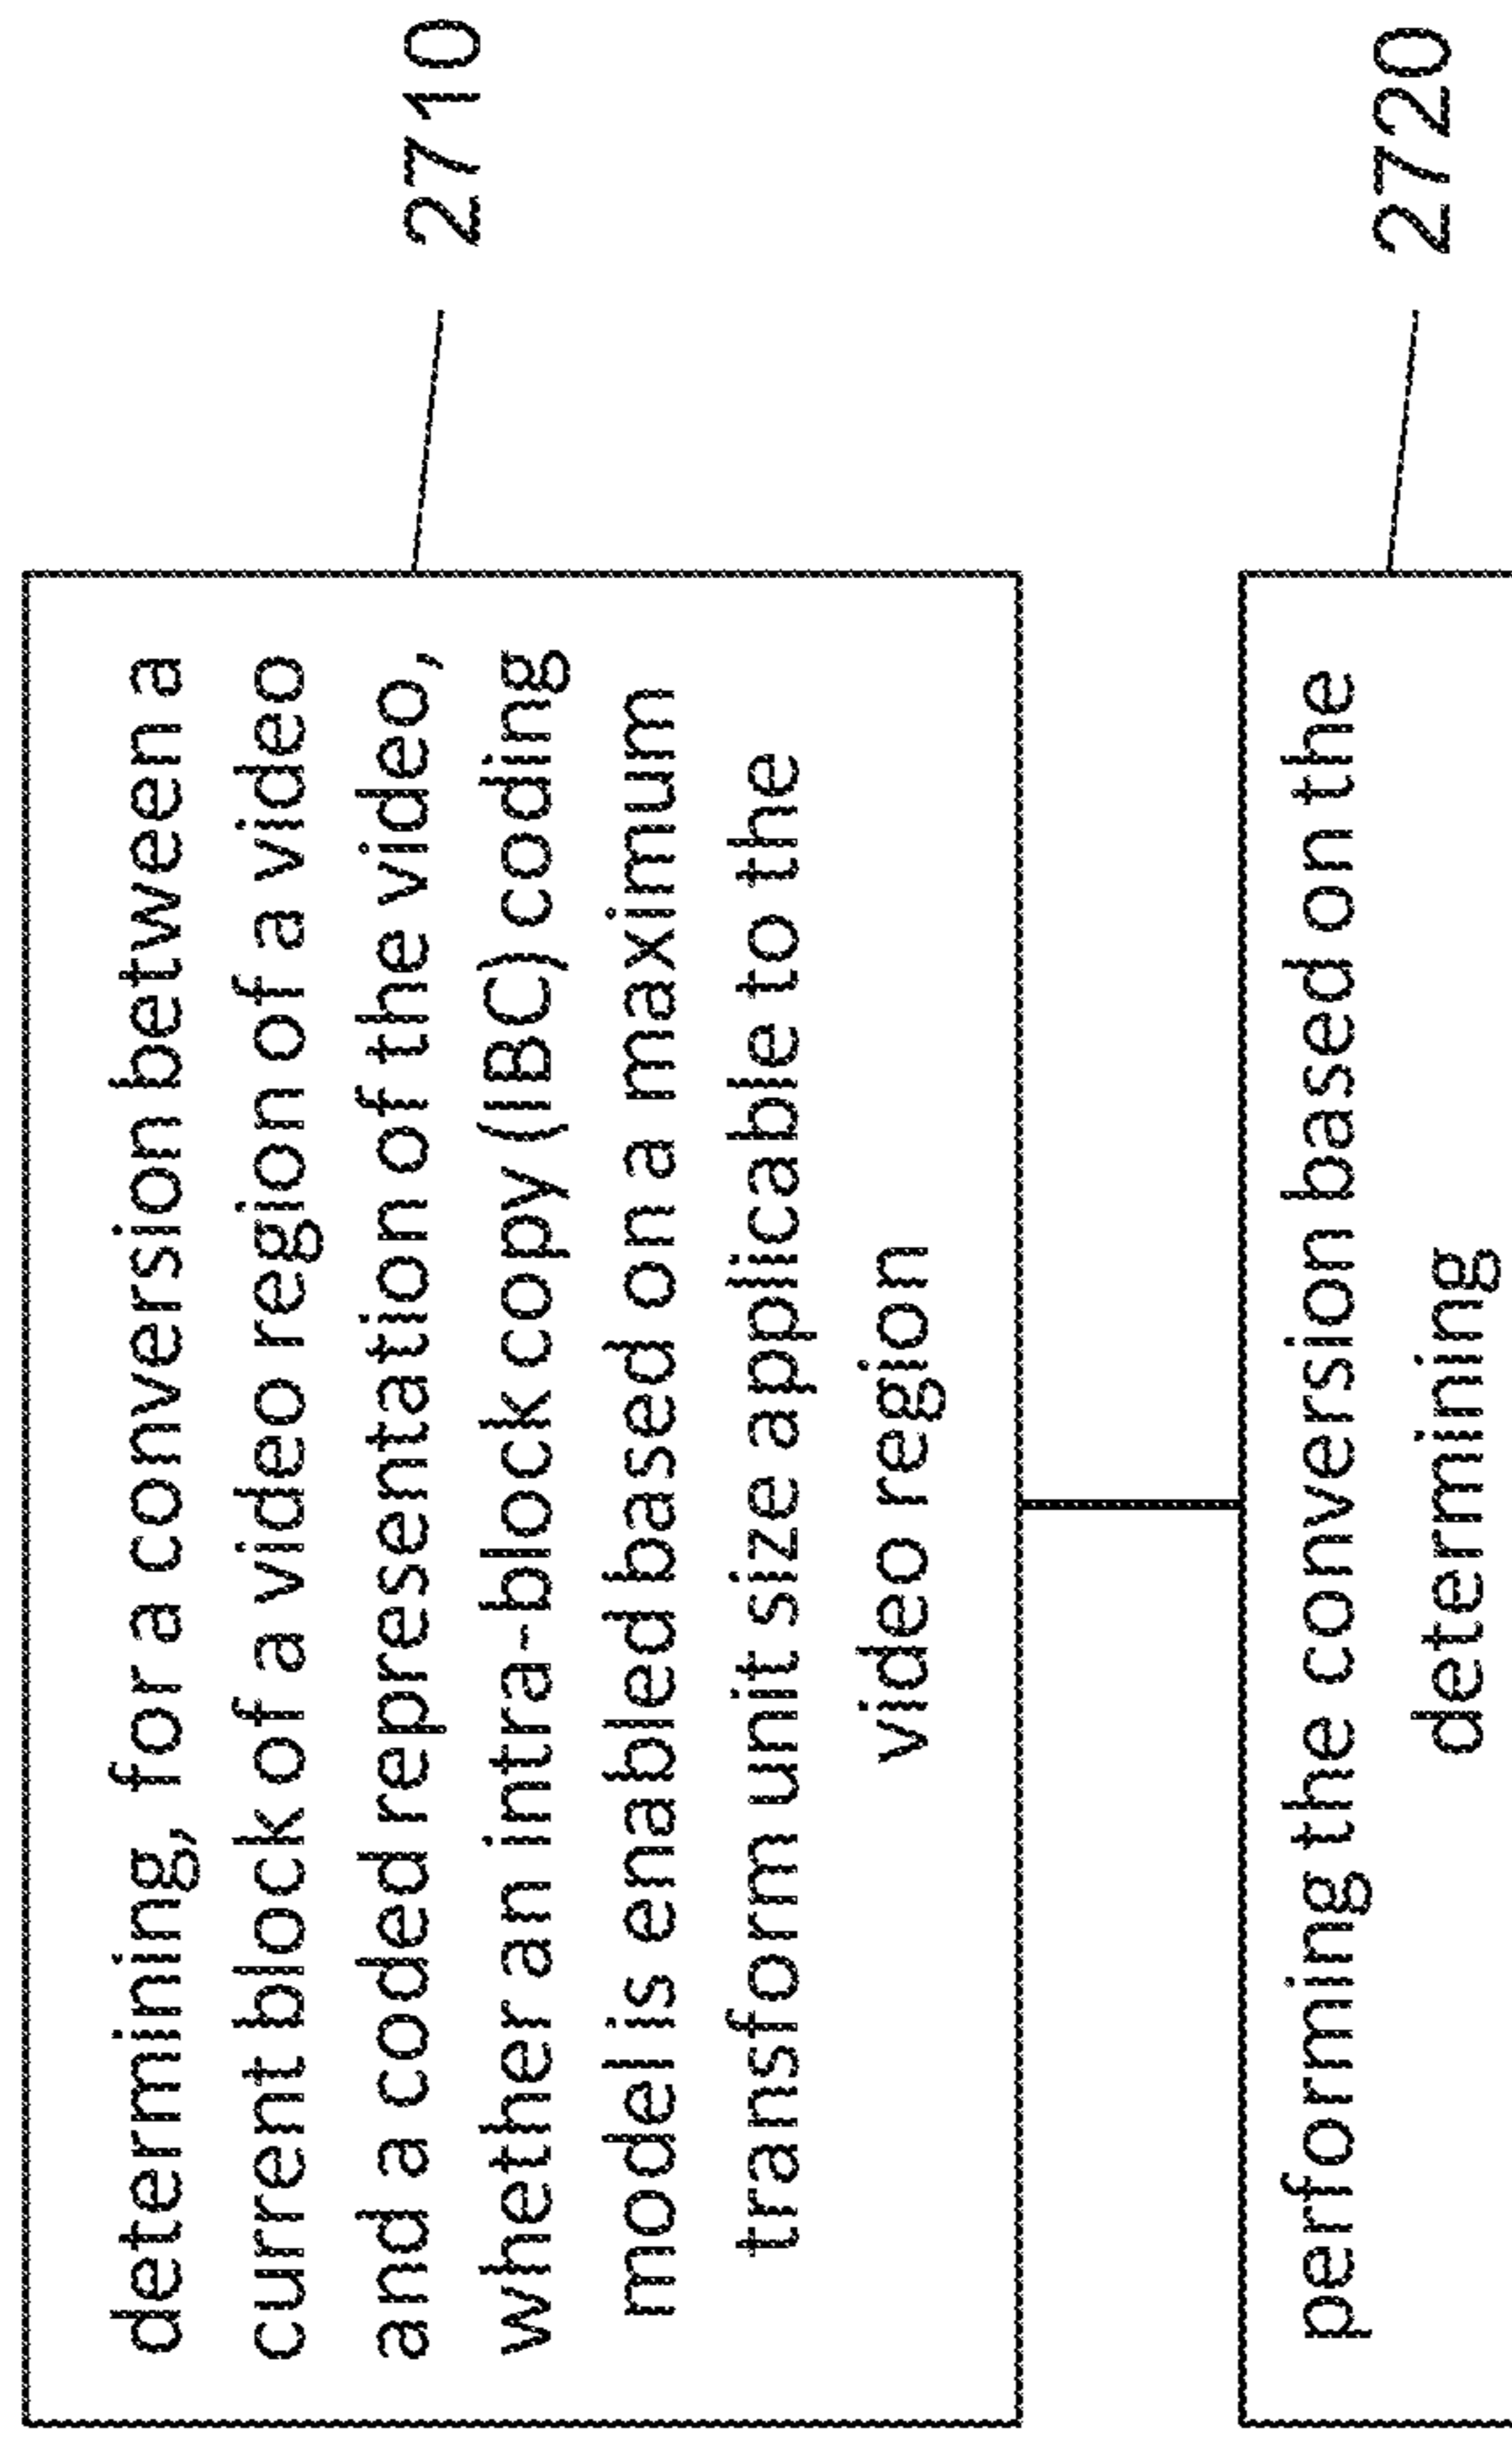 determining, for a conversion between a
current block of a video region of a video
and a coded representation of the video,
whether an intra-block copy (IBC) coding
model is enabled based on a maximum
transform unit size applicable to the
video region
2710
performing the conversion based on the
determining
2720